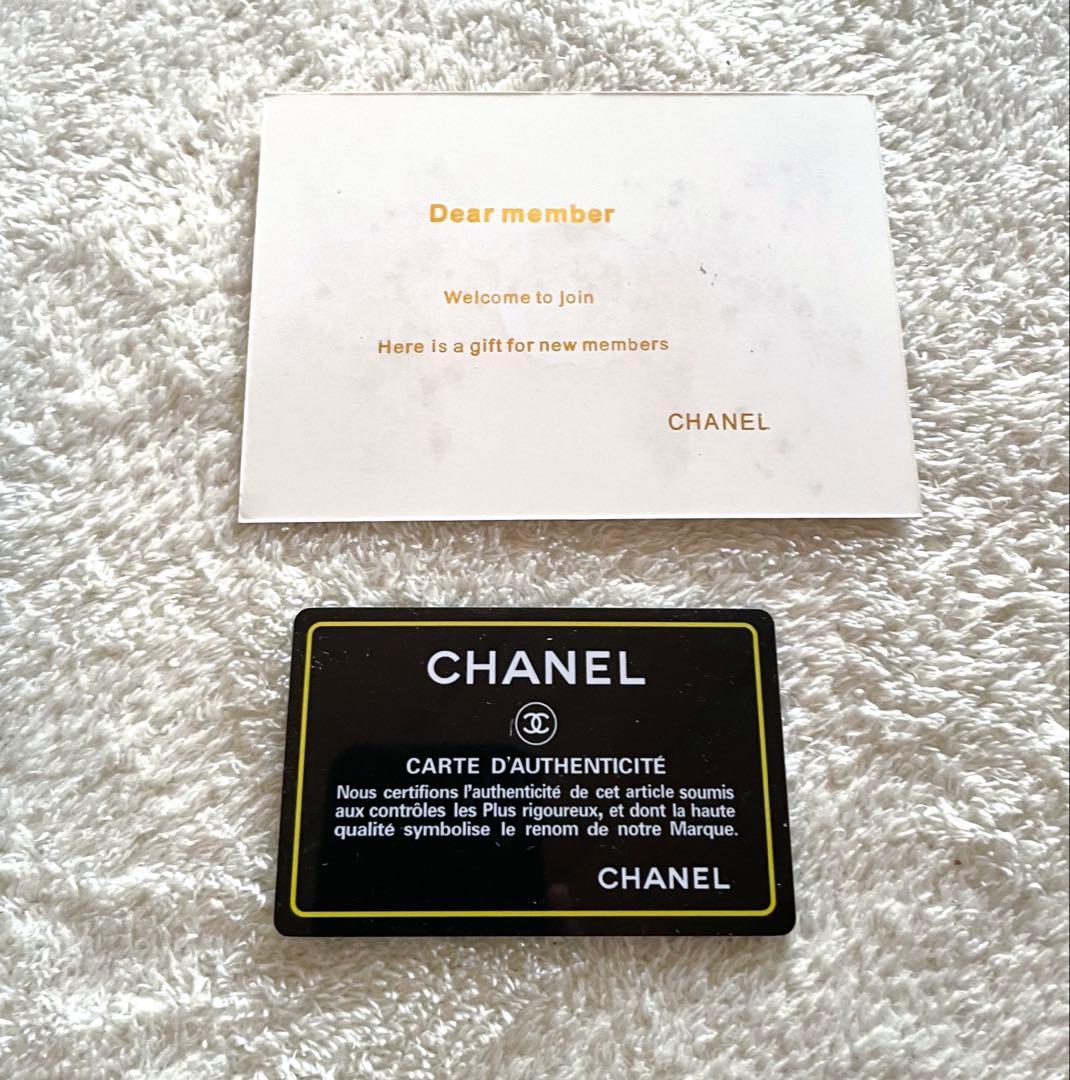 Dear member
Welcome to Join
Here is a gift for new members
CHANEL
CHANEL
CARTE D'AUTHENTICITÉ
Nous certifions l'authenticité de cet article soumis
aux contrôles les Plus rigoureux, et dont la haute
qualité symbolise le renom de notre Marque.
CHANEL